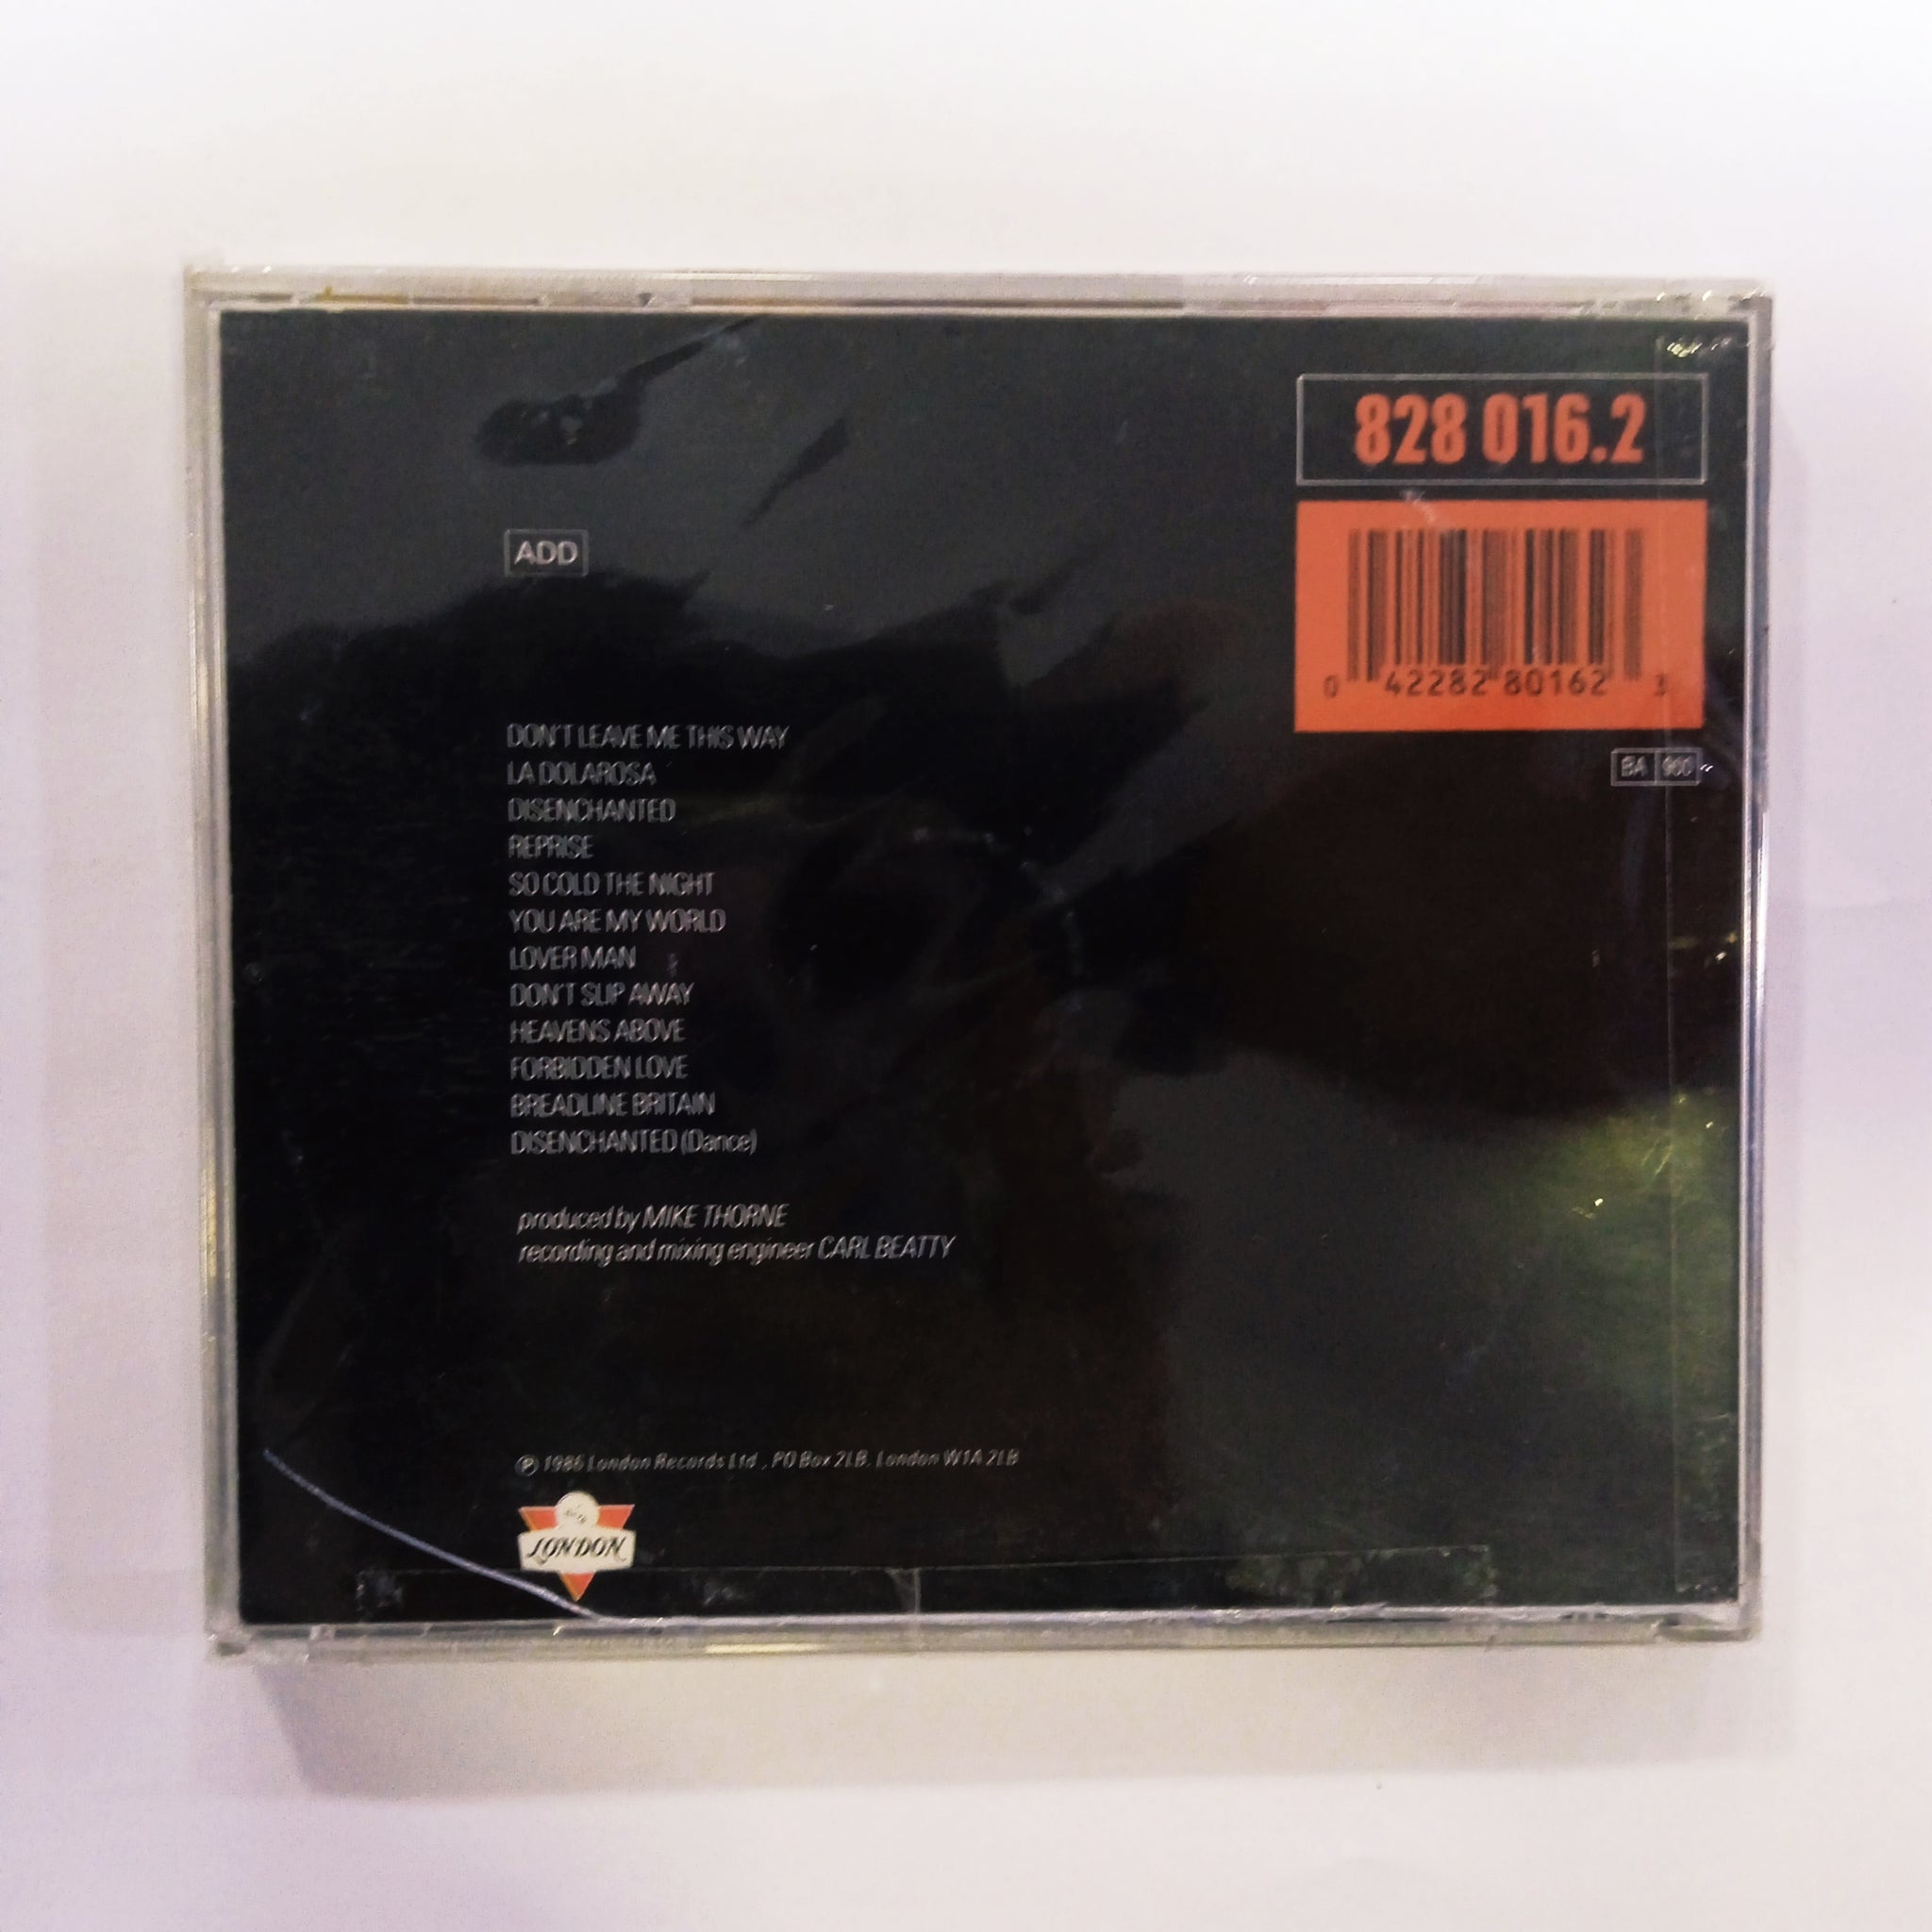 828 016.2
ADD
0 42282 80162 3
DON'T LEAVE ME THIS WAY
BA 900
LA DOLAROSA
DISENCHANTED
REPRISE
SO COLD THE NIGHT
YOU ARE MY WORLD
LOVER MAN
DON'T SLIP AWAY
HEAVENS ABOVE
FORBIDDEN LOVE
BREADLINE BRITAIN
DISENCHANTED (Dance)
produced by MIKE THORNE
recording and mixing engineer CARL BEATTY
℗ 1986 London Records Ltd., PO Box 2LB, London W1A 2LB
LONDON